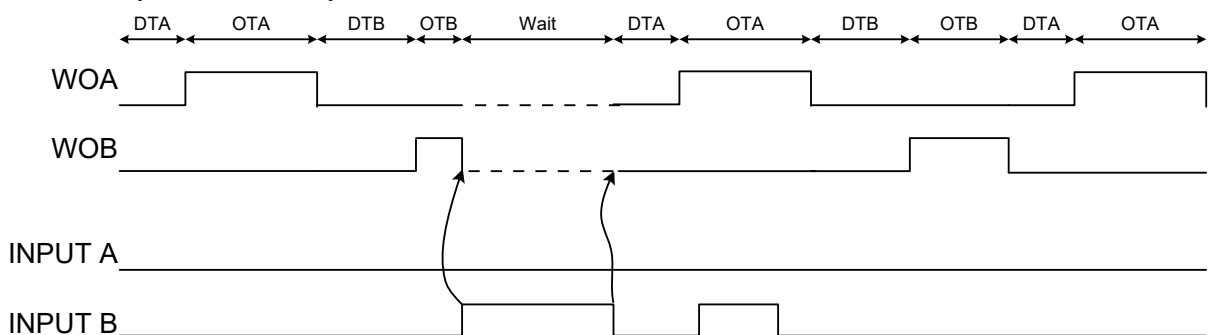 DTA OTA DTB OTB Wait DTA OTA DTB OTB DTA OTA
WOA
WOB
INPUT A
INPUT B